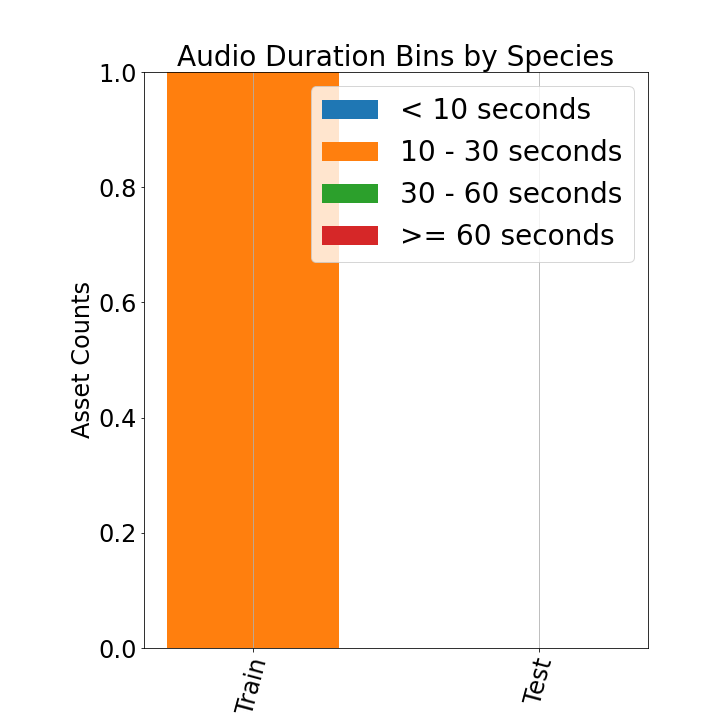 Audio Duration Bins by Species
1.0
0.8
0.6
0.4
0.2
0.0
Asset Counts
< 10 seconds
10 - 30 seconds
30 - 60 seconds
>= 60 seconds
Train
Test